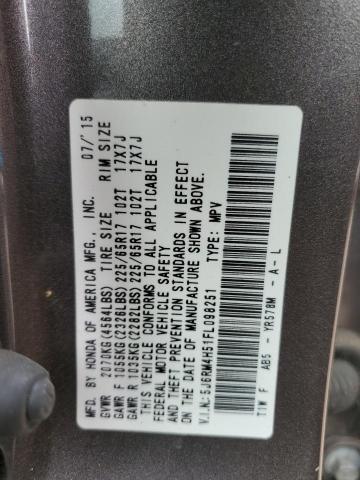 MFD. BY HONDA OF AMERICA MFG., INC. 07/'15
GVWR 2070KG(4564LBS) TIRE SIZE RIM SIZE
GAWR F 1055KG(2326LBS) 225/65R17 102T 17X7J
GAWR R 1035KG(2282LBS) 225/65R17 102T 17X7J
THIS VEHICLE CONFORMS TO ALL APPLICABLE
FEDERAL MOTOR VEHICLE SAFETY AND THEFT
PREVENTION STANDARDS IN EFFECT ON THE DATE OF
MANUFACTURE SHOWN ABOVE.
V.I.N.:5J6RM4H51FL098251 TYPE: MPV
TIW F AB5 - YR578M - A - L